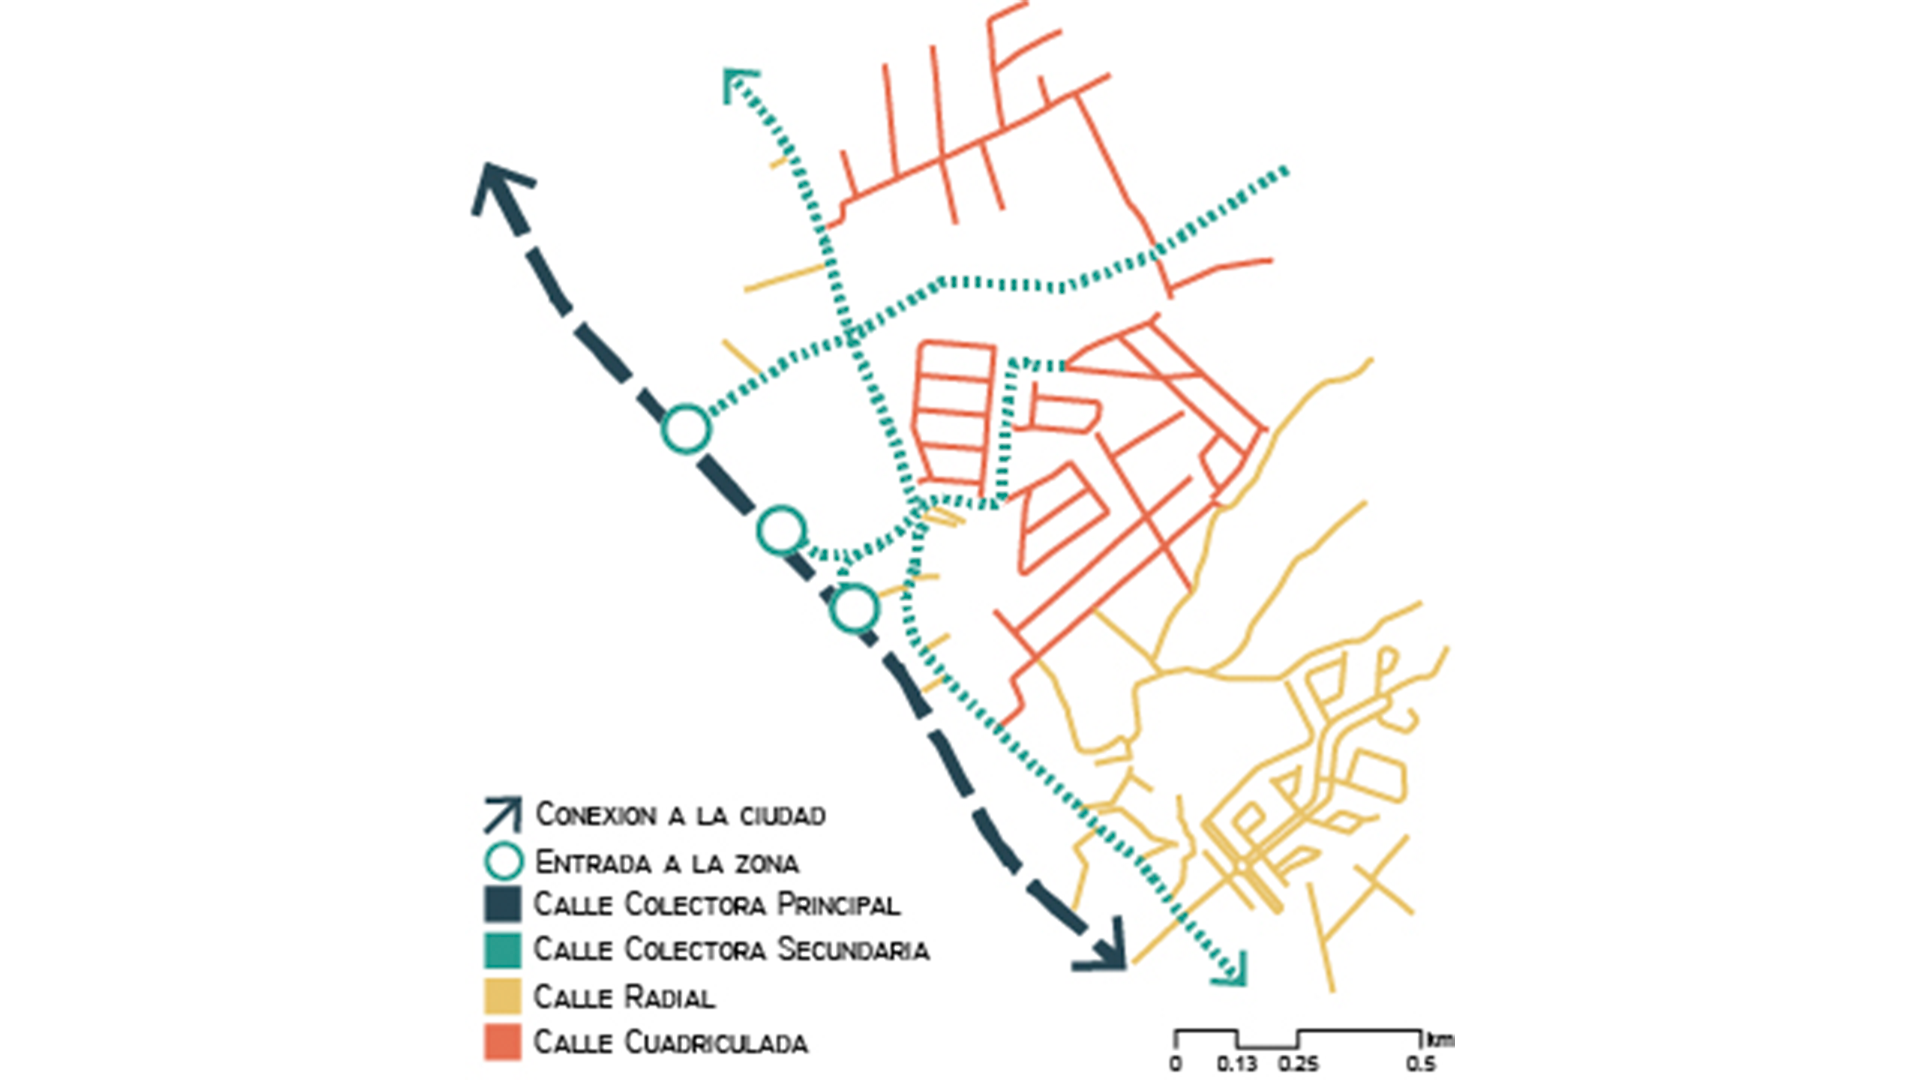 CONEXION A LA CIUDAD
ENTRADA A LA ZONA
CALLE COLECTORA PRINCIPAL
CALLE COLECTORA SECUNDARIA
CALLE RADIAL
CALLE CUADRICULADA
km
0 0.13 0.25 0.5